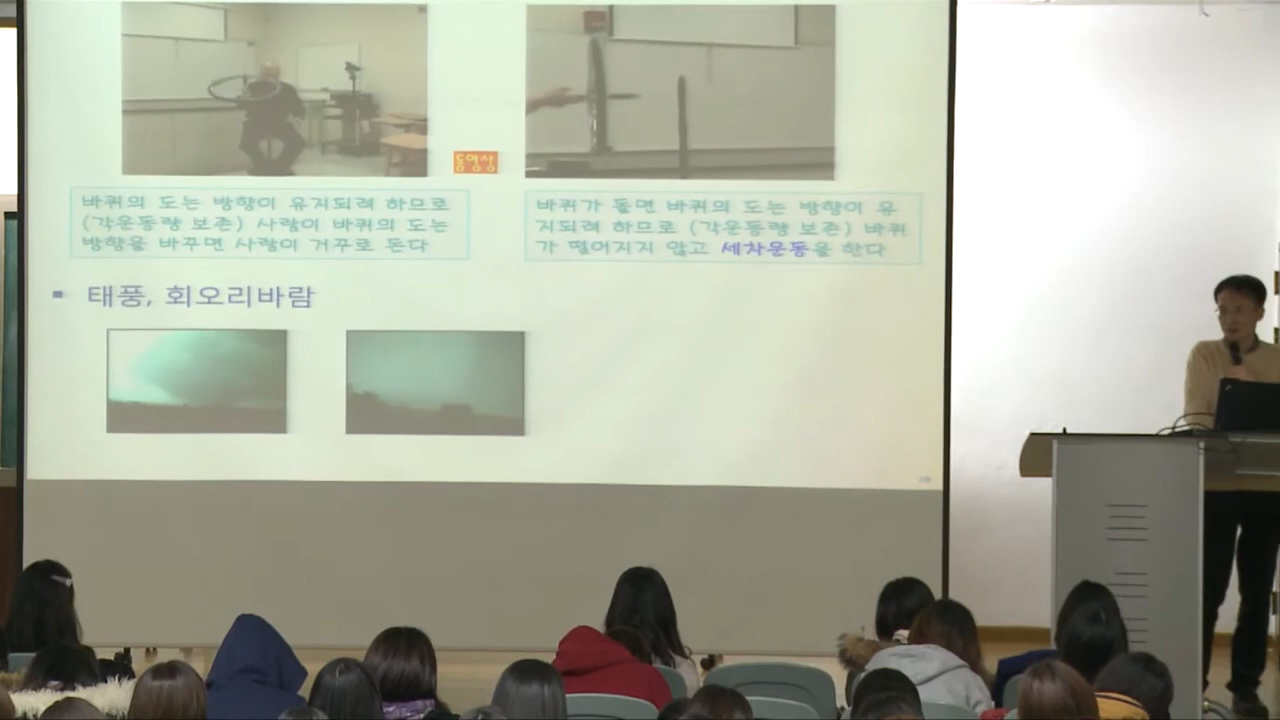 동영상
바퀴의 도는 방향이 유지되려 하므로
(각운동량 보존) 사람이 바퀴의 도는
방향을 바꾸면 사람이 거꾸로 돈다
바퀴가 돌면 바퀴의 도는 방향이 유
지되려 하므로 (각운동량 보존) 바퀴
가 떨어지지 않고 세차운동을 한다
▪ 태풍, 회오리바람